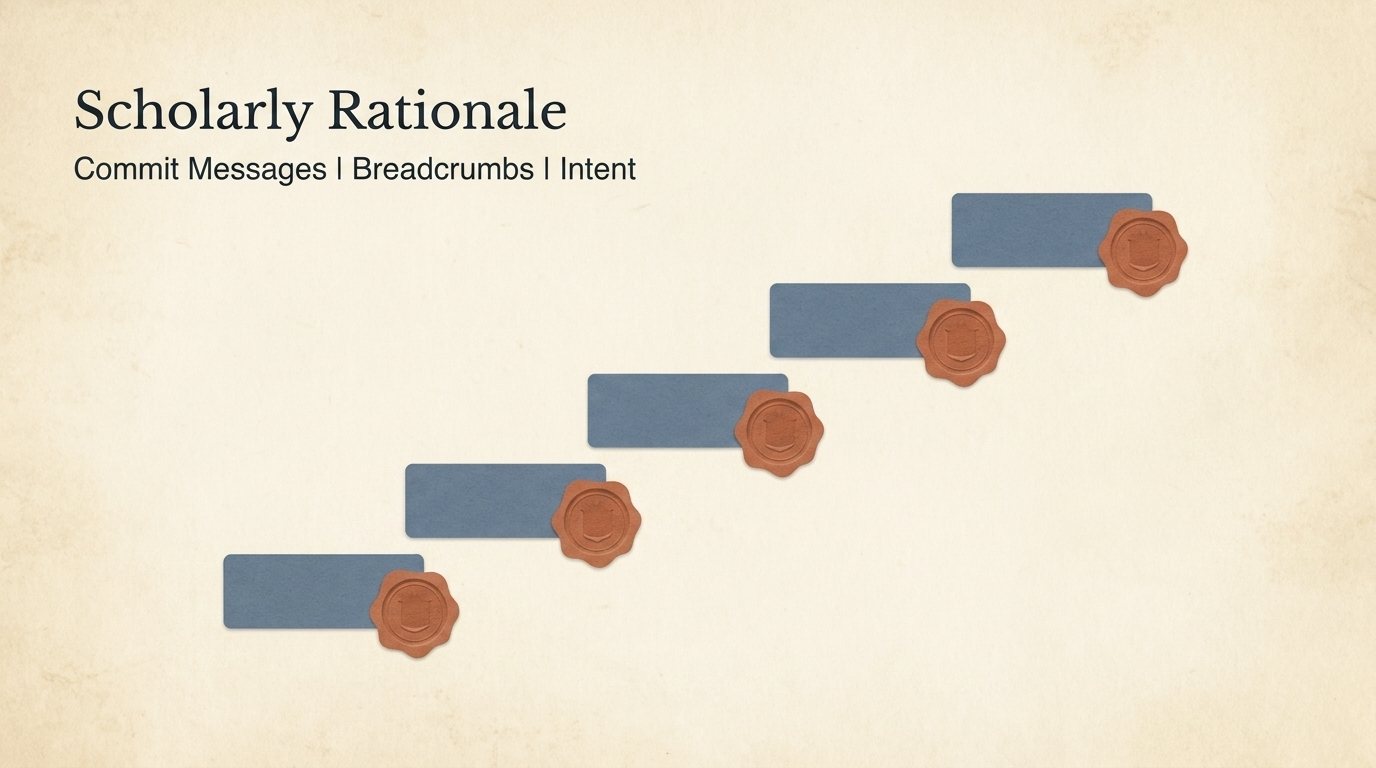 Scholarly Rationale
Commit Messages | Breadcrumbs | Intent